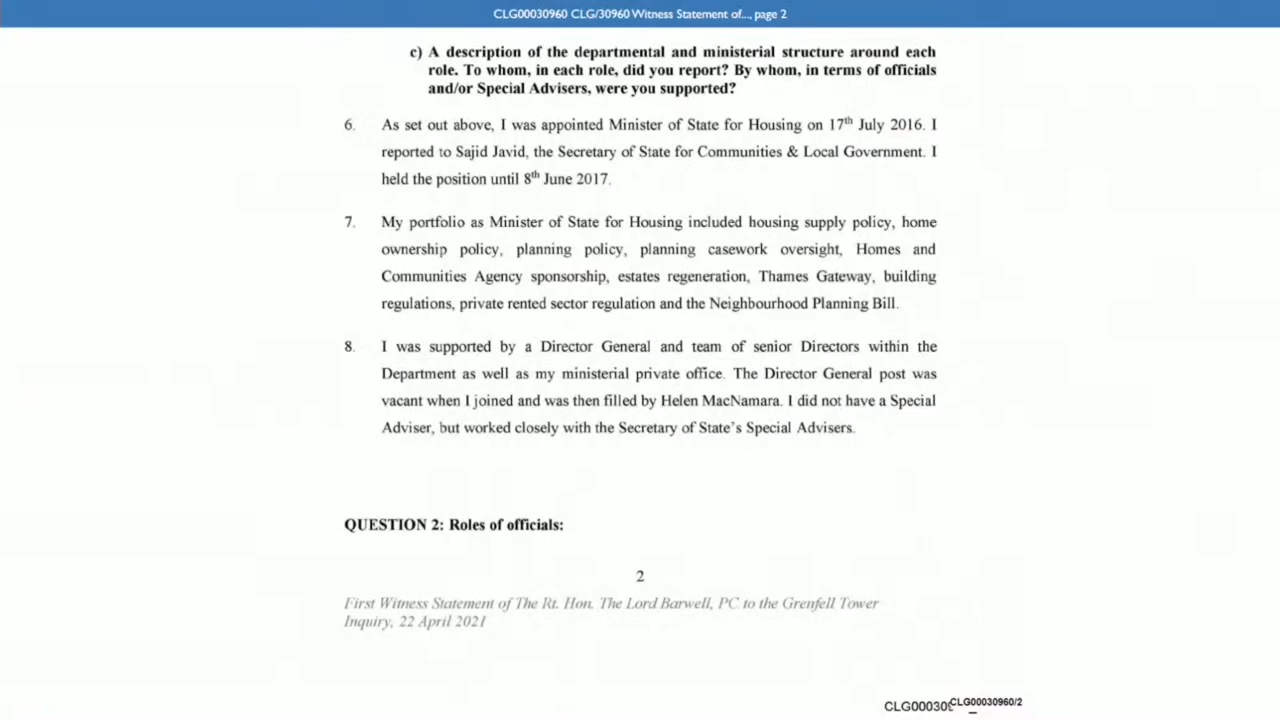 CLG00030960 CLG/30960 Witness Statement of..., page 2
c) A description of the departmental and ministerial structure around each
role. To whom, in each role, did you report? By whom, in terms of officials
and/or Special Advisers, were you supported?
6. As set out above, I was appointed Minister of State for Housing on 17th July 2016. I
reported to Sajid Javid, the Secretary of State for Communities & Local Government. I
held the position until 8th June 2017.
7. My portfolio as Minister of State for Housing included housing supply policy, home
ownership policy, planning policy, planning casework oversight, Homes and
Communities Agency sponsorship, estates regeneration, Thames Gateway, building
regulations, private rented sector regulation and the Neighbourhood Planning Bill.
8. I was supported by a Director General and team of senior Directors within the
Department as well as my ministerial private office. The Director General post was
vacant when I joined and was then filled by Helen MacNamara. I did not have a Special
Adviser, but worked closely with the Secretary of State's Special Advisers.
QUESTION 2: Roles of officials:
2
First Witness Statement of The Rt. Hon. The Lord Barwell, PC to the Grenfell Tower
Inquiry, 22 April 2021
CLG00030960/2